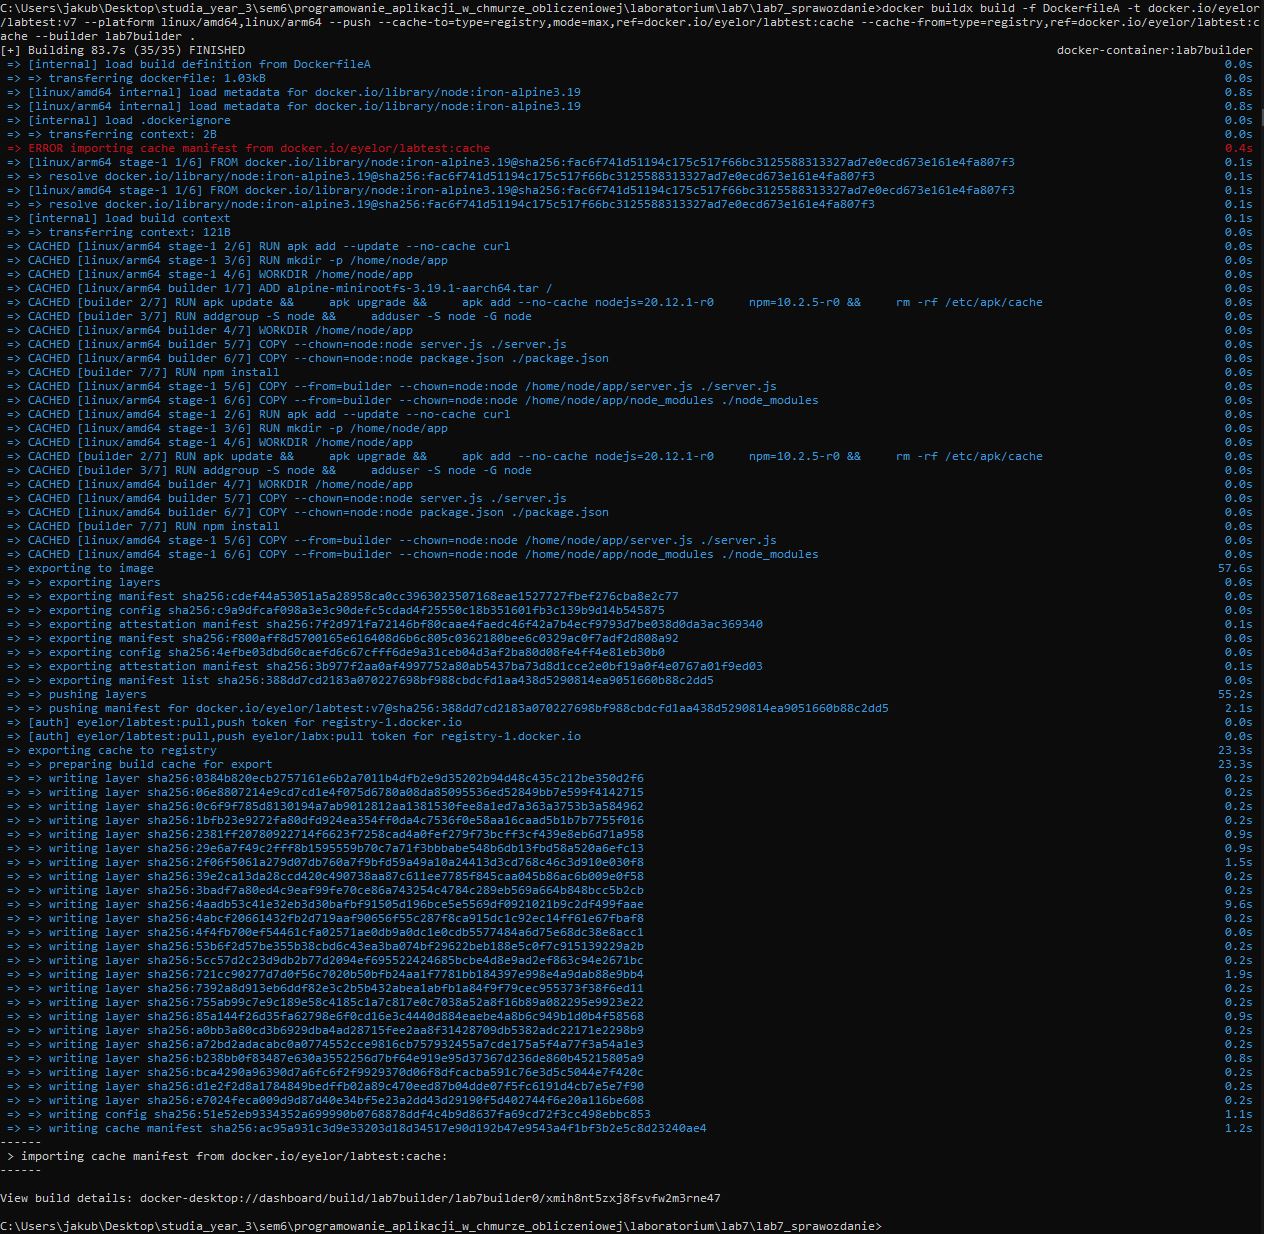 C:\Users\jakub\Desktop\studia_year_3\sem6\programowanie_aplikacji_w_chmurze_obliczeniowej\laboratorium\lab7\lab7_sprawozdanie>docker buildx build -f DockerfileA -t docker.io/eyelor
/labtest:v7 --platform linux/amd64,linux/arm64 --push --cache-to=type=registry,mode=max,ref=docker.io/eyelor/labtest:cache --cache-from=type=registry,ref=docker.io/eyelor/labtest:c
ache --builder lab7builder .
[+] Building 83.7s (35/35) FINISHED docker-container:lab7builder
=> [internal] load build definition from DockerfileA 0.0s
=> => transferring dockerfile: 1.03kB 0.0s
=> [linux/amd64 internal] load metadata for docker.io/library/node:iron-alpine3.19 0.8s
=> [linux/arm64 internal] load metadata for docker.io/library/node:iron-alpine3.19 0.8s
=> [internal] load .dockerignore 0.0s
=> => transferring context: 2B 0.0s
=> ERROR importing cache manifest from docker.io/eyelor/labtest:cache 0.4s
=> [linux/arm64 stage-1 1/6] FROM docker.io/library/node:iron-alpine3.19@sha256:fac6f741d51194c175c517f66bc3125588313327ad7e0ecd673e161e4fa807f3 0.1s
=> => resolve docker.io/library/node:iron-alpine3.19@sha256:fac6f741d51194c175c517f66bc3125588313327ad7e0ecd673e161e4fa807f3 0.1s
=> [linux/amd64 stage-1 1/6] FROM docker.io/library/node:iron-alpine3.19@sha256:fac6f741d51194c175c517f66bc3125588313327ad7e0ecd673e161e4fa807f3 0.1s
=> => resolve docker.io/library/node:iron-alpine3.19@sha256:fac6f741d51194c175c517f66bc3125588313327ad7e0ecd673e161e4fa807f3 0.1s
=> [internal] load build context 0.1s
=> => transferring context: 121B 0.0s
=> CACHED [linux/arm64 stage-1 2/6] RUN apk add --update --no-cache curl 0.0s
=> CACHED [linux/arm64 stage-1 3/6] RUN mkdir -p /home/node/app 0.0s
=> CACHED [linux/arm64 stage-1 4/6] WORKDIR /home/node/app 0.0s
=> CACHED [linux/arm64 builder 1/7] ADD alpine-minirootfs-3.19.1-aarch64.tar / 0.0s
=> CACHED [builder 2/7] RUN apk update &&     apk upgrade &&     apk add --no-cache nodejs=20.12.1-r0     npm=10.2.5-r0 &&     rm -rf /etc/apk/cache 0.0s
=> CACHED [builder 3/7] RUN addgroup -S node &&     adduser -S node -G node 0.0s
=> CACHED [linux/arm64 builder 4/7] WORKDIR /home/node/app 0.0s
=> CACHED [linux/arm64 builder 5/7] COPY --chown=node:node server.js ./server.js 0.0s
=> CACHED [linux/arm64 builder 6/7] COPY --chown=node:node package.json ./package.json 0.0s
=> CACHED [builder 7/7] RUN npm install 0.0s
=> CACHED [linux/arm64 stage-1 5/6] COPY --from=builder --chown=node:node /home/node/app/server.js ./server.js 0.0s
=> CACHED [linux/arm64 stage-1 6/6] COPY --from=builder --chown=node:node /home/node/app/node_modules ./node_modules 0.0s
=> CACHED [linux/amd64 stage-1 2/6] RUN apk add --update --no-cache curl 0.0s
=> CACHED [linux/amd64 stage-1 3/6] RUN mkdir -p /home/node/app 0.0s
=> CACHED [linux/amd64 stage-1 4/6] WORKDIR /home/node/app 0.0s
=> CACHED [builder 2/7] RUN apk update &&     apk upgrade &&     apk add --no-cache nodejs=20.12.1-r0     npm=10.2.5-r0 &&     rm -rf /etc/apk/cache 0.0s
=> CACHED [builder 3/7] RUN addgroup -S node &&     adduser -S node -G node 0.0s
=> CACHED [linux/amd64 builder 4/7] WORKDIR /home/node/app 0.0s
=> CACHED [linux/amd64 builder 5/7] COPY --chown=node:node server.js ./server.js 0.0s
=> CACHED [linux/amd64 builder 6/7] COPY --chown=node:node package.json ./package.json 0.0s
=> CACHED [builder 7/7] RUN npm install 0.0s
=> CACHED [linux/amd64 stage-1 5/6] COPY --from=builder --chown=node:node /home/node/app/server.js ./server.js 0.0s
=> CACHED [linux/amd64 stage-1 6/6] COPY --from=builder --chown=node:node /home/node/app/node_modules ./node_modules 0.0s
=> exporting to image 57.6s
=> => exporting layers 0.0s
=> => exporting manifest sha256:cdef44a53051a5a28958ca0cc3963023507168eae1527727fbef276cba8e2c77 0.0s
=> => exporting config sha256:c9a9dfcaf098a3e3c90defc5cdad4f25550c18b351601fb3c139b9d14b545875 0.0s
=> => exporting attestation manifest sha256:7f2d971fa72146bf80caae4faedc46f42a7b4ecf9793d7be038d0da3ac369340 0.1s
=> => exporting manifest sha256:f800aff8d5700165e616408d6b6c805c0362180bee6c0329ac0f7adf2d808a92 0.0s
=> => exporting config sha256:4efbe03dbd60caefd6c67cfff6de9a31ceb04d3af2ba80d08fe4ff4e81eb30b0 0.0s
=> => exporting attestation manifest sha256:3b977f2aa0af4997752a80ab5437ba73d8d1cce2e0bf19a0f4e0767a01f9ed03 0.1s
=> => exporting manifest list sha256:388dd7cd2183a070227698bf988cbdcfd1aa438d5290814ea9051660b88c2dd5 0.0s
=> => pushing layers 55.2s
=> => pushing manifest for docker.io/eyelor/labtest:v7@sha256:388dd7cd2183a070227698bf988cbdcfd1aa438d5290814ea9051660b88c2dd5 2.1s
=> [auth] eyelor/labtest:pull,push token for registry-1.docker.io 0.0s
=> [auth] eyelor/labtest:pull,push eyelor/labx:pull token for registry-1.docker.io 0.0s
=> exporting cache to registry 23.3s
=> => preparing build cache for export 23.3s
=> => writing layer sha256:0384b820ecb2757161e6b2a7011b4dfb2e9d35202b94d48c435c212be350d2f6 0.2s
=> => writing layer sha256:06e8807214e9cd7cd1e4f075d6780a08da85095536ed52849bb7e599f4142715 0.2s
=> => writing layer sha256:0c6f9f785d8130194a7ab9012812aa1381530fee8a1ed7a363a3753b3a584962 0.2s
=> => writing layer sha256:1bfb23e9272fa80dfd924ea354ff0da4c7536f0e58aa16caad5b1b7b7755f016 0.2s
=> => writing layer sha256:2381ff20780922714f6623f7258cad4a0fef279f73bcff3cf439e8eb6d71a958 0.9s
=> => writing layer sha256:29e6a7f49c2fff8b1595559b70c7a71f3bbbabe548b6db13fbd58a520a6efc13 0.9s
=> => writing layer sha256:2f06f5061a279d07db760a7f9bfd59a49a10a24413d3cd768c46c3d910e030f8 1.5s
=> => writing layer sha256:39e2ca13da28ccd420c490738aa87c611ee7785f845caa045b86ac6b009e0f58 0.2s
=> => writing layer sha256:3badf7a80ed4c9eaf99fe70ce86a743254c4784c289eb569a664b848bcc5b2cb 0.2s
=> => writing layer sha256:4aadb53c41e32eb3d30bafbf91505d196bce5e5569df0921021b9c2df499faae 9.6s
=> => writing layer sha256:4abcf20661432fb2d719aaf90656f55c287f8ca915dc1c92ec14ff61e67fbaf8 0.2s
=> => writing layer sha256:4f4fb700ef54461cfa02571ae0db9a0dc1e0cdb5577484a6d75e68dc38e8acc1 0.0s
=> => writing layer sha256:53b6f2d57be355b38cbd6c43ea3ba074bf29622beb188e5c0f7c915139229a2b 0.2s
=> => writing layer sha256:5cc57d2c23d9db2b77d2094ef695522424685bcbe4d8e9ad2ef863c94e2671bc 0.2s
=> => writing layer sha256:721cc90277d7d0f56c7020b50bfb24aa1f7781bb184397e998e4a9dab88e9bb4 1.9s
=> => writing layer sha256:7392a8d913eb6ddf82e3c2b5b432abea1abfb1a84f9f79cec955373f38f6ed11 0.2s
=> => writing layer sha256:755ab99c7e9c189e58c4185c1a7c817e0c7038a52a8f16b89a082295e9923e22 0.2s
=> => writing layer sha256:85a144f26d35fa62798e6f0cd16e3c4440d884eaebe4a8b6c949b1d0b4f58568 0.9s
=> => writing layer sha256:a0bb3a80cd3b6929dba4ad28715fee2aa8f31428709db5382adc22171e2298b9 0.2s
=> => writing layer sha256:a72bd2adacabc0a0774552cce9816cb757932455a7cde175a5f4a77f3a54a1e3 0.2s
=> => writing layer sha256:b238bb0f83487e630a3552256d7bf64e919e95d37367d236de860b45215805a9 0.8s
=> => writing layer sha256:bca4290a96390d7a6fc6f2f9929370d06f8dfcacba591c76e3d5c5044e7f420c 0.2s
=> => writing layer sha256:d1e2f2d8a1784849bedffb02a89c470eed87b04dde07f5fc6191d4cb7e5e7f90 0.2s
=> => writing layer sha256:e7024feca009d9d87d40e34bf5e23a2dd43d29190f5d402744f6e20a116be608 0.2s
=> => writing config sha256:51e52eb9334352a699990b0768878ddf4c4b9d8637fa69cd72f3cc498ebbc853 1.1s
=> => writing cache manifest sha256:ac95a931c3d9e33203d18d34517e90d192b47e9543a4f1bf3b2e5c8d23240ae4 1.2s
------
> importing cache manifest from docker.io/eyelor/labtest:cache:
------
View build details: docker-desktop://dashboard/build/lab7builder/lab7builder0/xmih8nt5zxj8fsvfw2m3rne47
C:\Users\jakub\Desktop\studia_year_3\sem6\programowanie_aplikacji_w_chmurze_obliczeniowej\laboratorium\lab7\lab7_sprawozdanie>